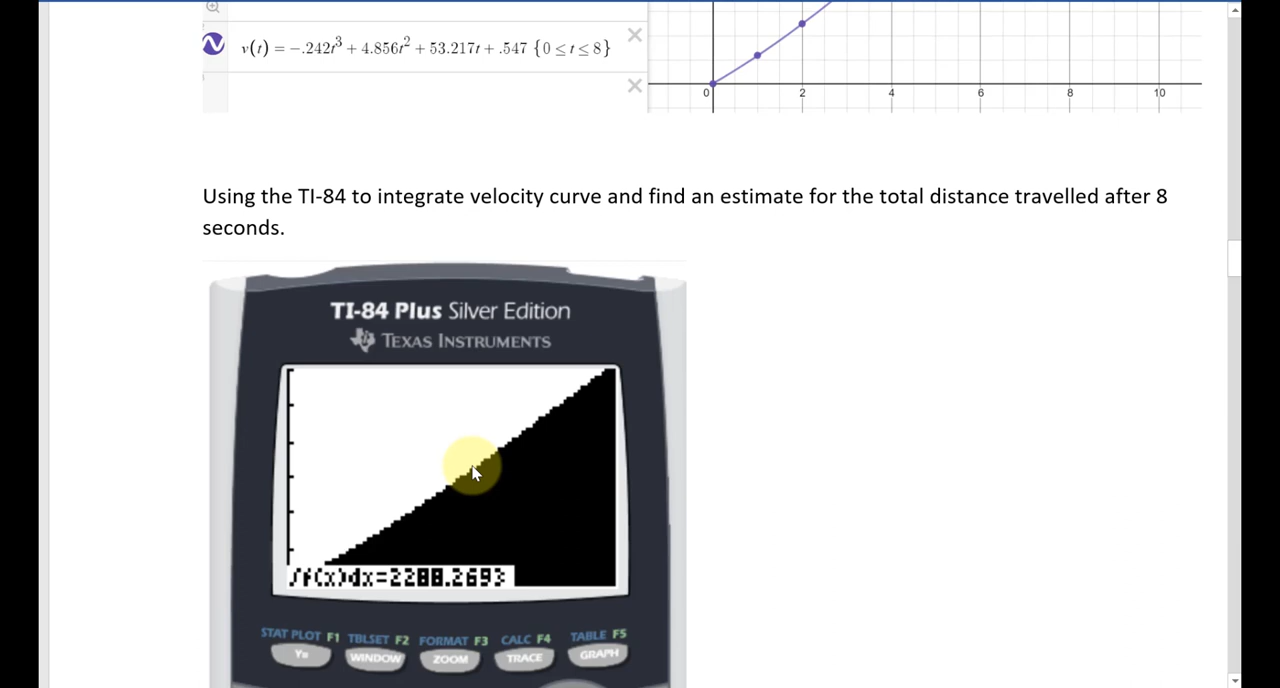 v(t) = −.242t³ + 4.856t² + 53.217t + .547 {0 ≤ t ≤ 8}
0 2 4 6 8 10
Using the TI-84 to integrate velocity curve and find an estimate for the total distance travelled after 8
seconds.
TI-84 Plus Silver Edition
TEXAS INSTRUMENTS
∫f(x)dx=2288.2693
STAT PLOT F1 TBLSET F2 FORMAT F3 CALC F4 TABLE F5
Y= WINDOW ZOOM TRACE GRAPH